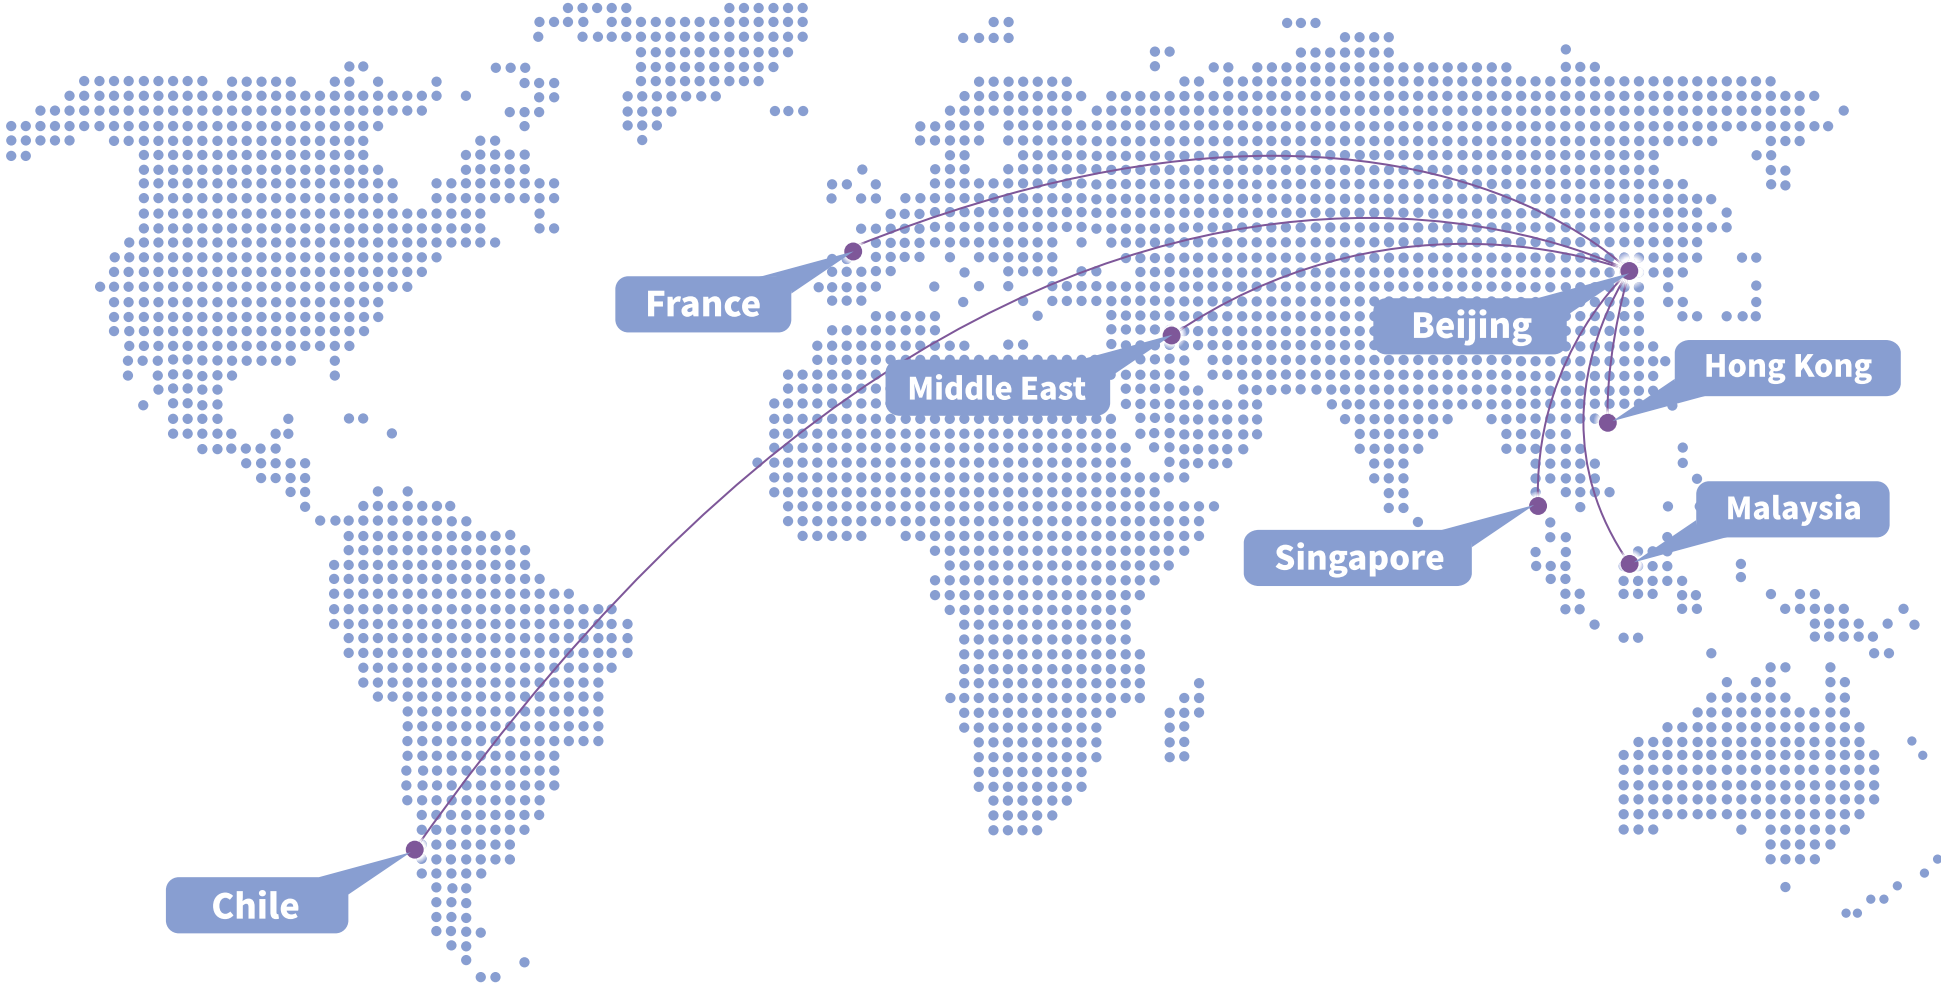 France
Beijing
Hong Kong
Middle East
Malaysia
Singapore
Chile